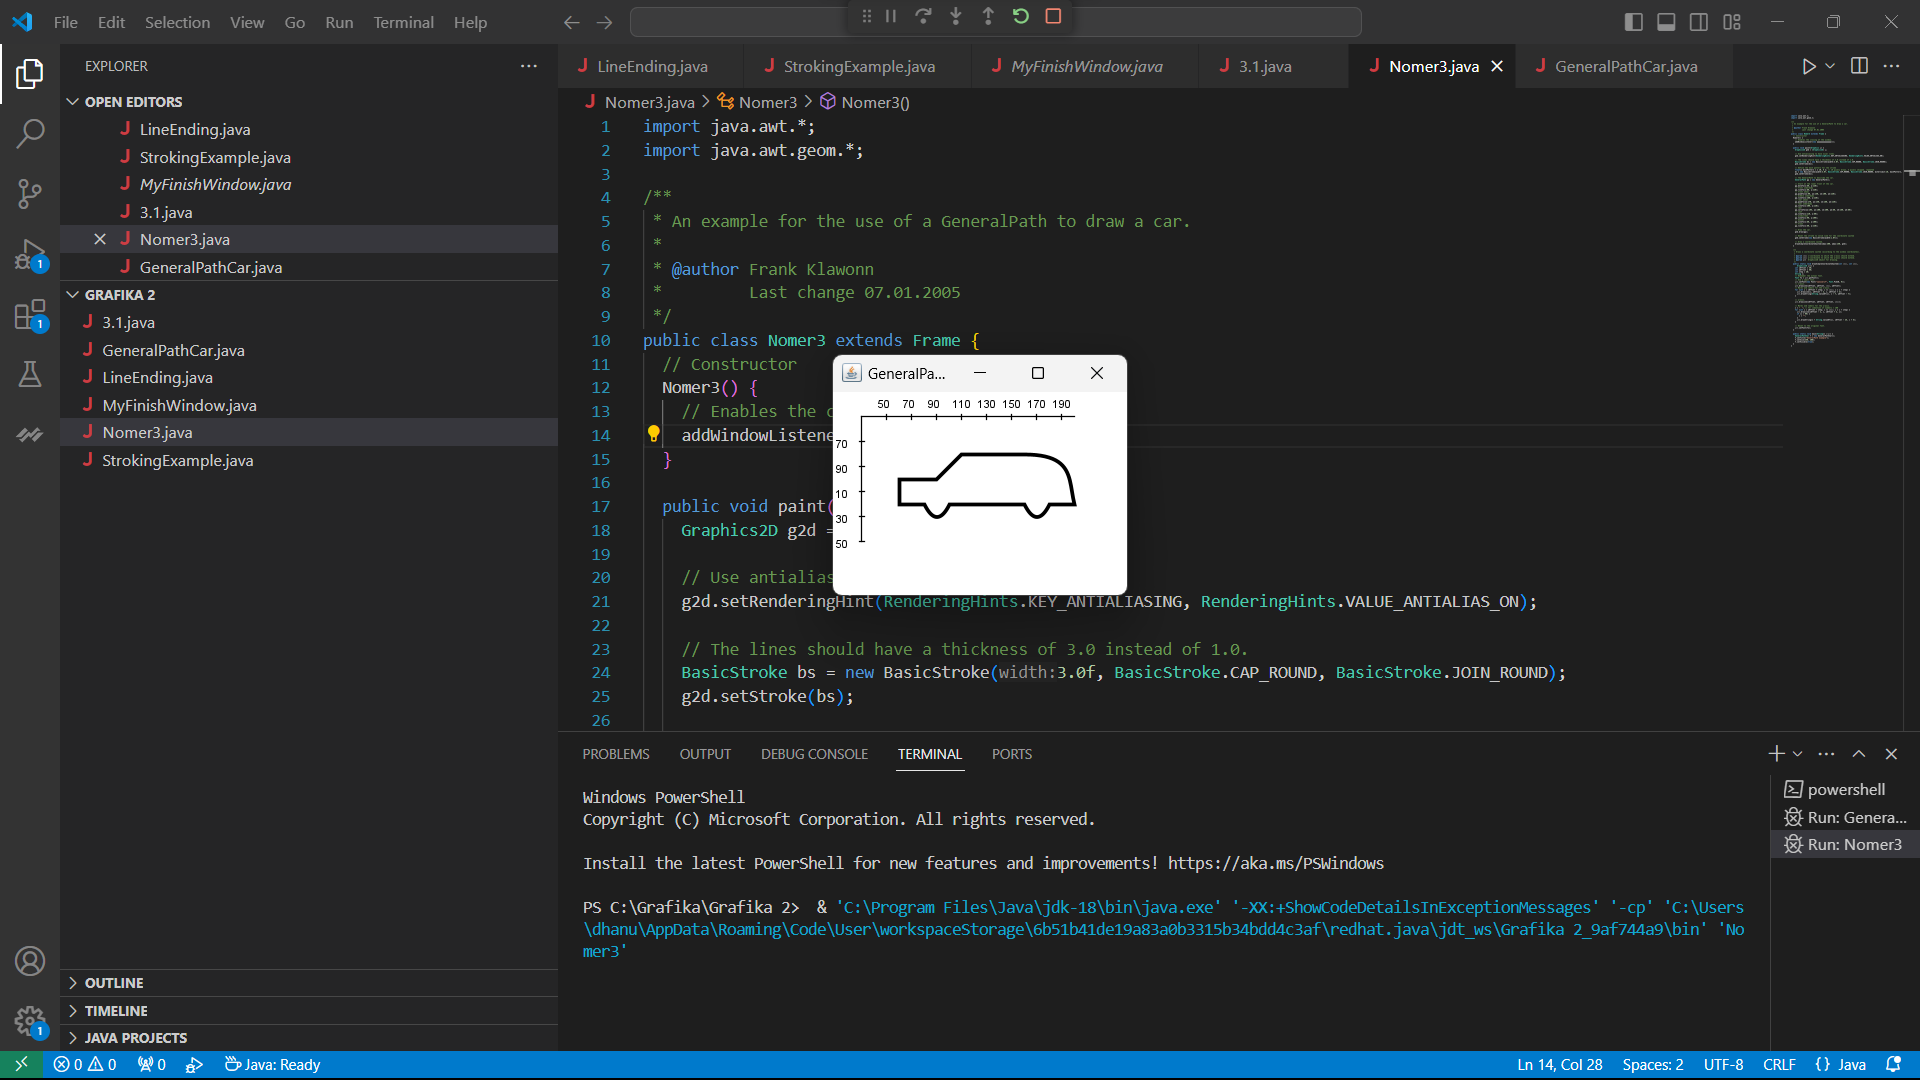 File Edit Selection View Go Run Terminal Help
EXPLORER
OPEN EDITORS
LineEnding.java
StrokingExample.java
MyFinishWindow.java
3.1.java
Nomer3.java
GeneralPathCar.java
GRAFIKA 2
3.1.java
GeneralPathCar.java
LineEnding.java
MyFinishWindow.java
Nomer3.java
StrokingExample.java
OUTLINE
TIMELINE
JAVA PROJECTS
1
1
1
LineEnding.java StrokingExample.java MyFinishWindow.java 3.1.java Nomer3.java GeneralPathCar.java
Nomer3.java > Nomer3 > Nomer3()
1 import java.awt.*;
2 import java.awt.geom.*;
3
4 /**
5 * An example for the use of a GeneralPath to draw a car.
6 *
7 * @author Frank Klawonn
8 * Last change 07.01.2005
9 */
10 public class Nomer3 extends Frame {
11 // Constructor
12 Nomer3() {
13 // Enables the
14 addWindowListene
15 }
16
17 public void paint(
18 Graphics2D g2d =
19
20 // Use antialias
21 g2d.setRenderingHint(RenderingHints.KEY_ANTIALIASING, RenderingHints.VALUE_ANTIALIAS_ON);
22
23 // The lines should have a thickness of 3.0 instead of 1.0.
24 BasicStroke bs = new BasicStroke(width:3.0f, BasicStroke.CAP_ROUND, BasicStroke.JOIN_ROUND);
25 g2d.setStroke(bs);
26
GeneralPa...
50 70 90 110 130 150 170 190
70
90
10
30
50
PROBLEMS OUTPUT DEBUG CONSOLE TERMINAL PORTS
Windows PowerShell
Copyright (C) Microsoft Corporation. All rights reserved.
Install the latest PowerShell for new features and improvements! https://aka.ms/PSWindows
PS C:\Grafika\Grafika 2> & 'C:\Program Files\Java\jdk-18\bin\java.exe' '-XX:+ShowCodeDetailsInExceptionMessages' '-cp' 'C:\Users
\dhanu\AppData\Roaming\Code\User\workspaceStorage\6b51b41de19a83a0b3315b34bdd4c3af\redhat.java\jdt_ws\Grafika 2_9af744a9\bin' 'No
mer3'
powershell
Run: Genera...
Run: Nomer3
0 0 0 Java: Ready
Ln 14, Col 28 Spaces: 2 UTF-8 CRLF {} Java